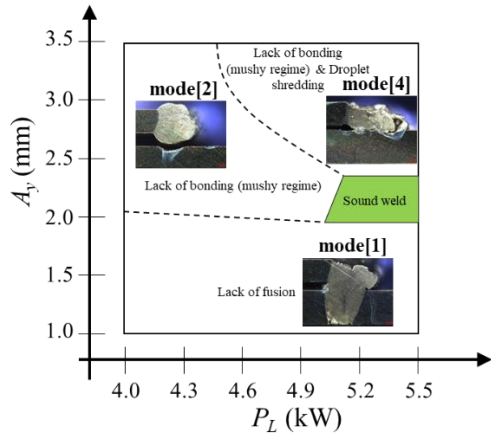 3.5
3.0
2.5
2.0
1.5
1.0
A_y (mm)
Lack of bonding
(mushy regime) & Droplet
shredding
mode[2]
mode[4]
Lack of bonding (mushy regime)
Sound weld
mode[1]
Lack of fusion
4.0 4.3 4.6 4.9 5.2 5.5
P_L (kW)